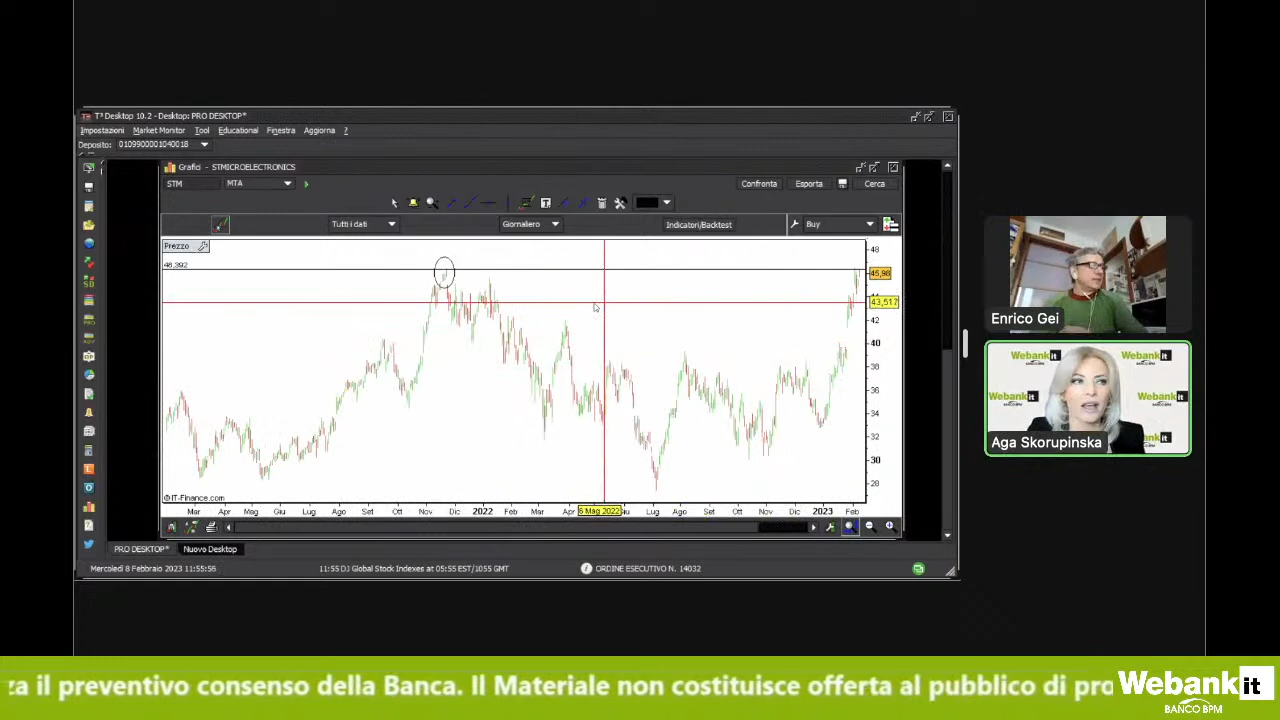 T³ Desktop 10.2 - Desktop: PRO DESKTOP*
Impostazioni Market Monitor Tool Educational Finestra Aggiorna ?
Deposito: 0109900001040018
Grafici - STMICROELECTRONICS
STM MTA Confronta Esporta Cerca
Tutti i dati Giornaliero Indicatori/Backtest Buy
Prezzo
46,392
48
45,98
43,517
42
40
38
36
34
32
30
28
© IT-Finance.com
Mar Apr Mag Giu Lug Ago Set Ott Nov Dic 2022 Feb Mar Apr 6 Mag 2022 Lug Ago Set Ott Nov Dic 2023 Feb
PRO DESKTOP* Nuovo Desktop
Mercoledì 8 Febbraio 2023 11:55:56 11:55 DJ Global Stock Indexes at 05:55 EST/1055 GMT ORDINE ESEGUITO N. 14032
Enrico Gei
Webank.it
BANCO BPM
Aga Skorupinska
za il preventivo consenso della Banca. Il Materiale non costituisce offerta al pubblico di pro
Webank.it
BANCO BPM